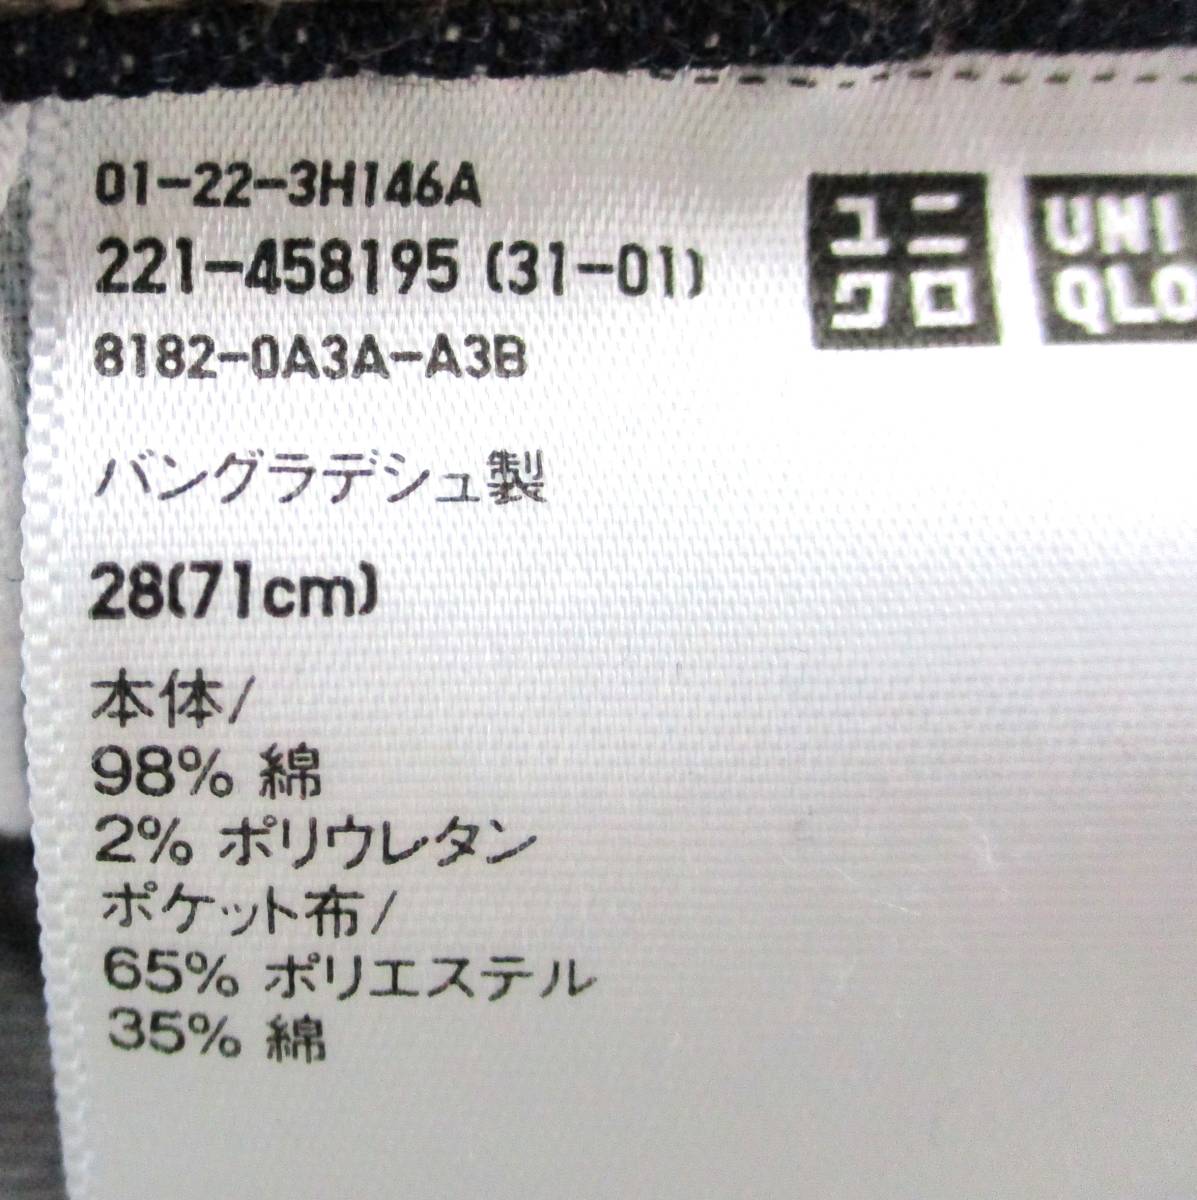 01-22-3H146A
221-458195 (31-01)
8182-0A3A-A3B
ユニ
クロ
UNI
QLO
バングラデシュ製
28(71cm)
本体/
98% 綿
2% ポリウレタン
ポケット布/
65% ポリエステル
35% 綿